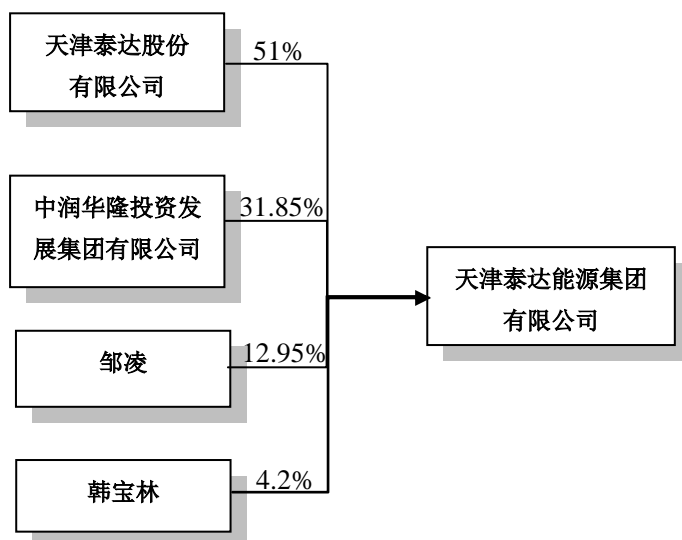 天津泰达股份
有限公司
51%
中润华隆投资发
展集团有限公司
31.85%
邹凌
12.95%
韩宝林
4.2%
天津泰达能源集团
有限公司